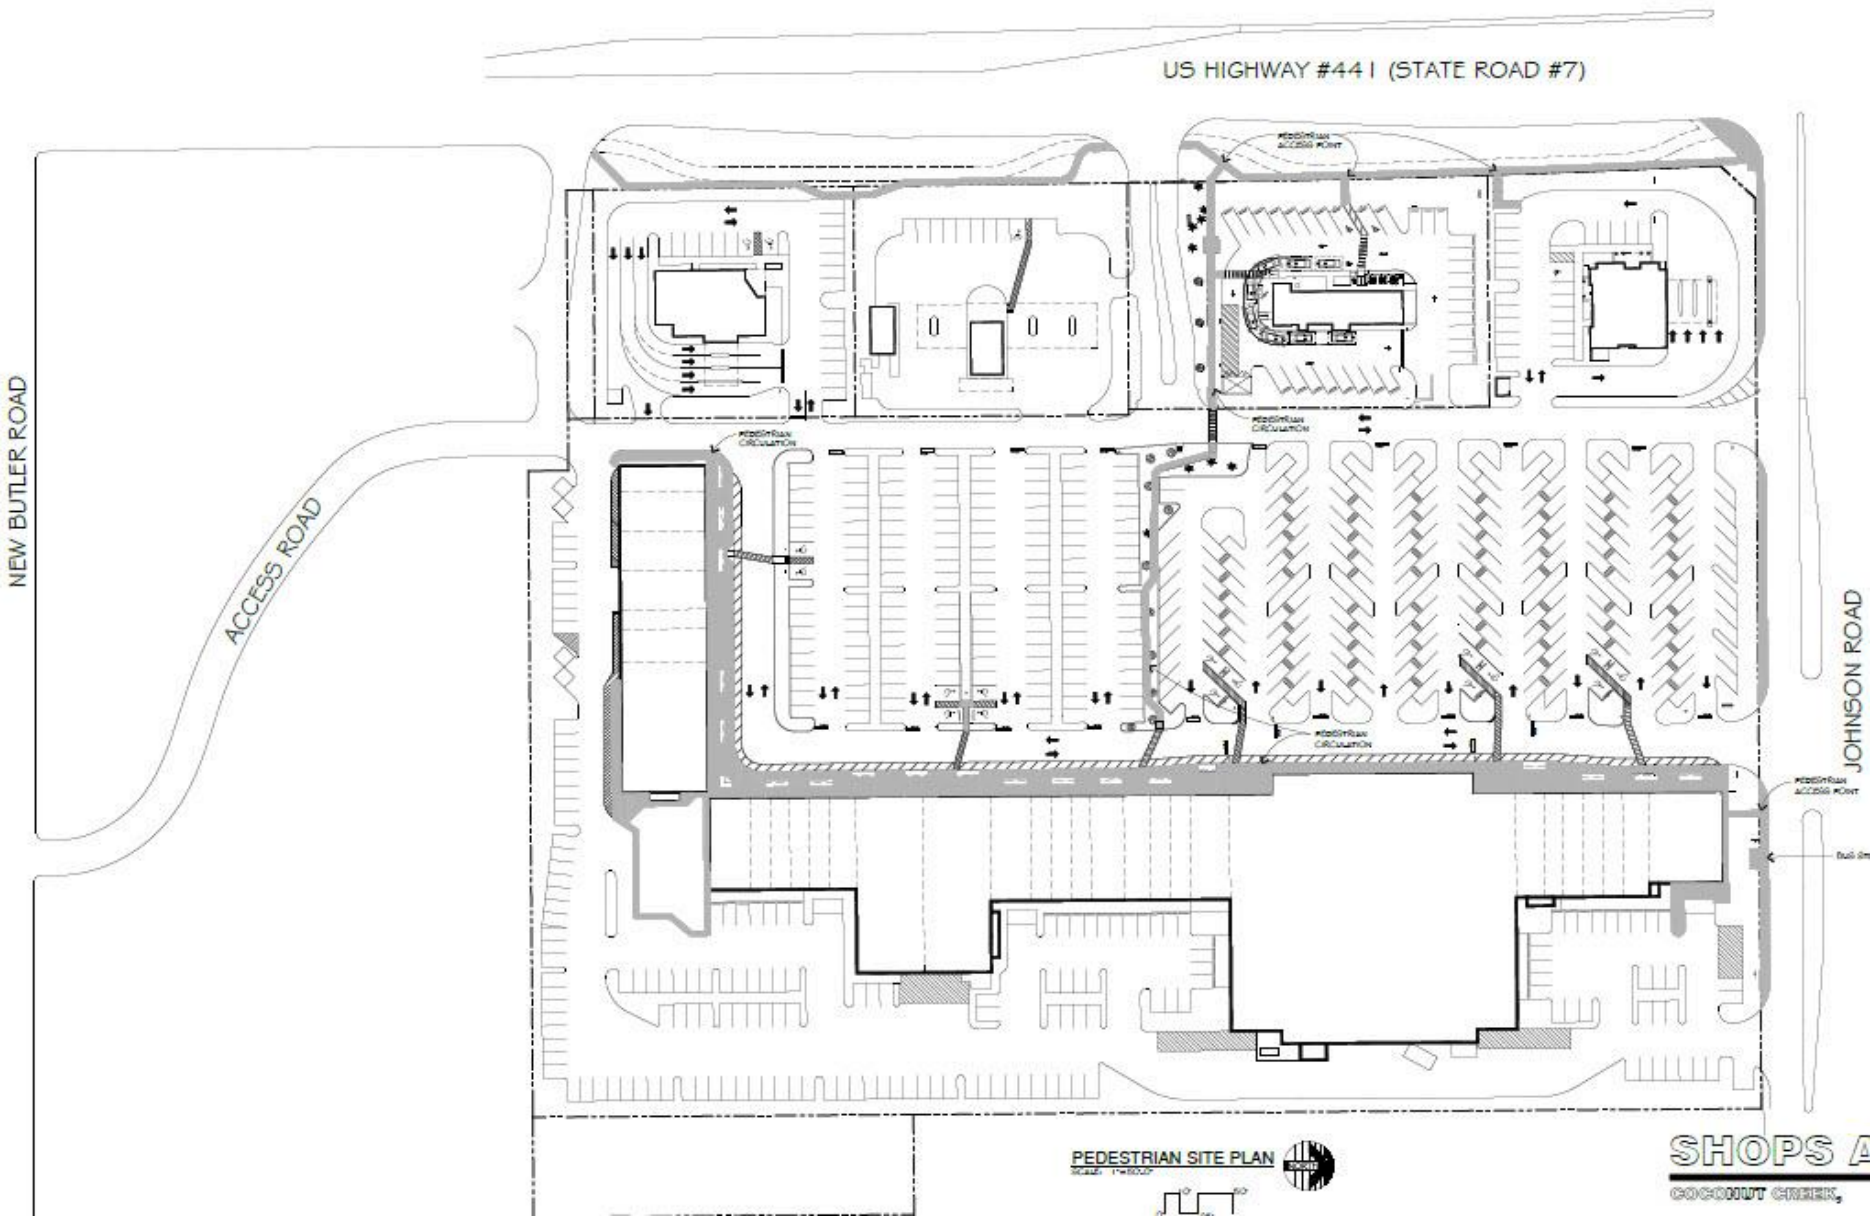 US HIGHWAY #441 (STATE ROAD #7)
PEDESTRIAN
ACCESS POINT
NEW BUTLER ROAD
ACCESS ROAD
PEDESTRIAN
CIRCULATION
PEDESTRIAN
CIRCULATION
JOHNSON ROAD
PEDESTRIAN
CIRCULATION
PEDESTRIAN
ACCESS POINT
PEDESTRIAN SITE PLAN
NORTH
SHOPS A
COCONUT CREEK,